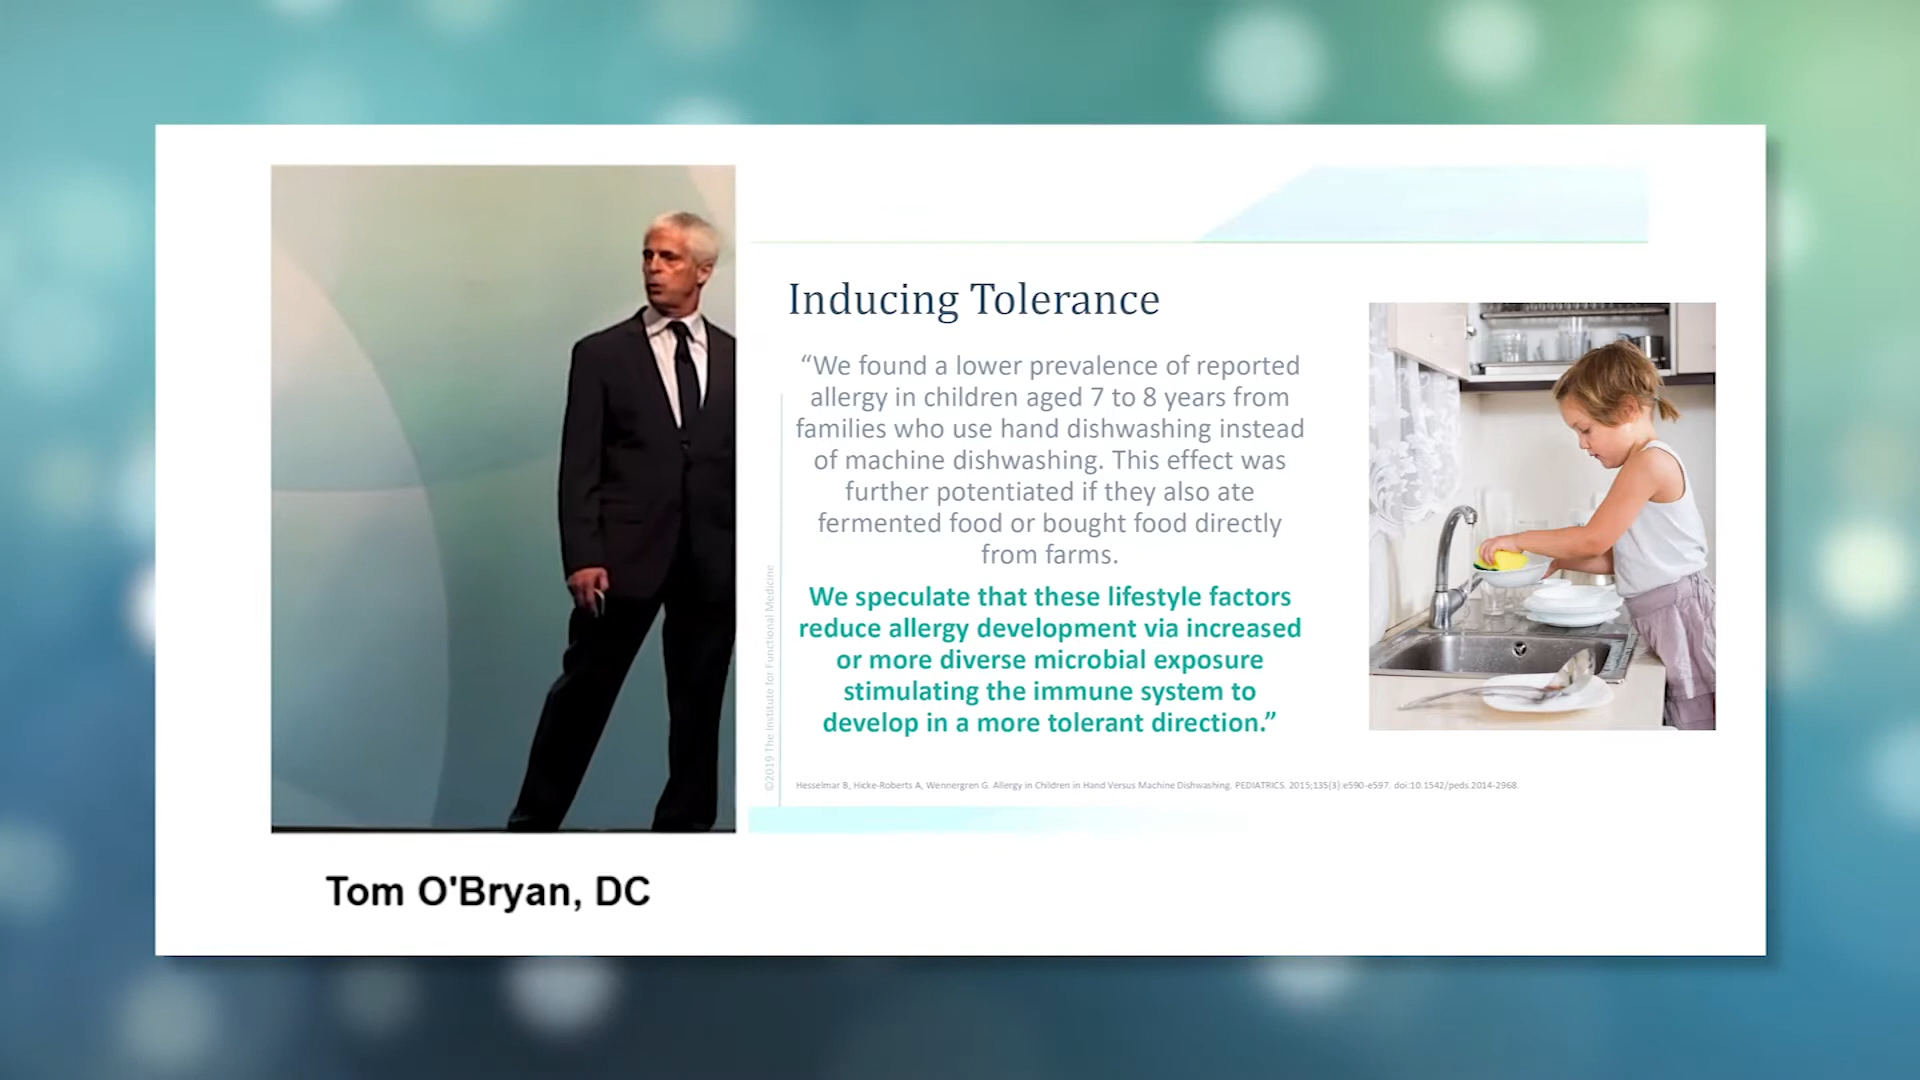 Inducing Tolerance
“We found a lower prevalence of reported
allergy in children aged 7 to 8 years from
families who use hand dishwashing instead
of machine dishwashing. This effect was
further potentiated if they also ate
fermented food or bought food directly
from farms.
We speculate that these lifestyle factors
reduce allergy development via increased
or more diverse microbial exposure
stimulating the immune system to
develop in a more tolerant direction.”
©2019 The Institute for Functional Medicine
Hesselmar B, Hicke-Roberts A, Wennergren G. Allergy in Children in Hand Versus Machine Dishwashing. PEDIATRICS. 2015;135(3):e590-e597. doi:10.1542/peds.2014-2968.
Tom O'Bryan, DC